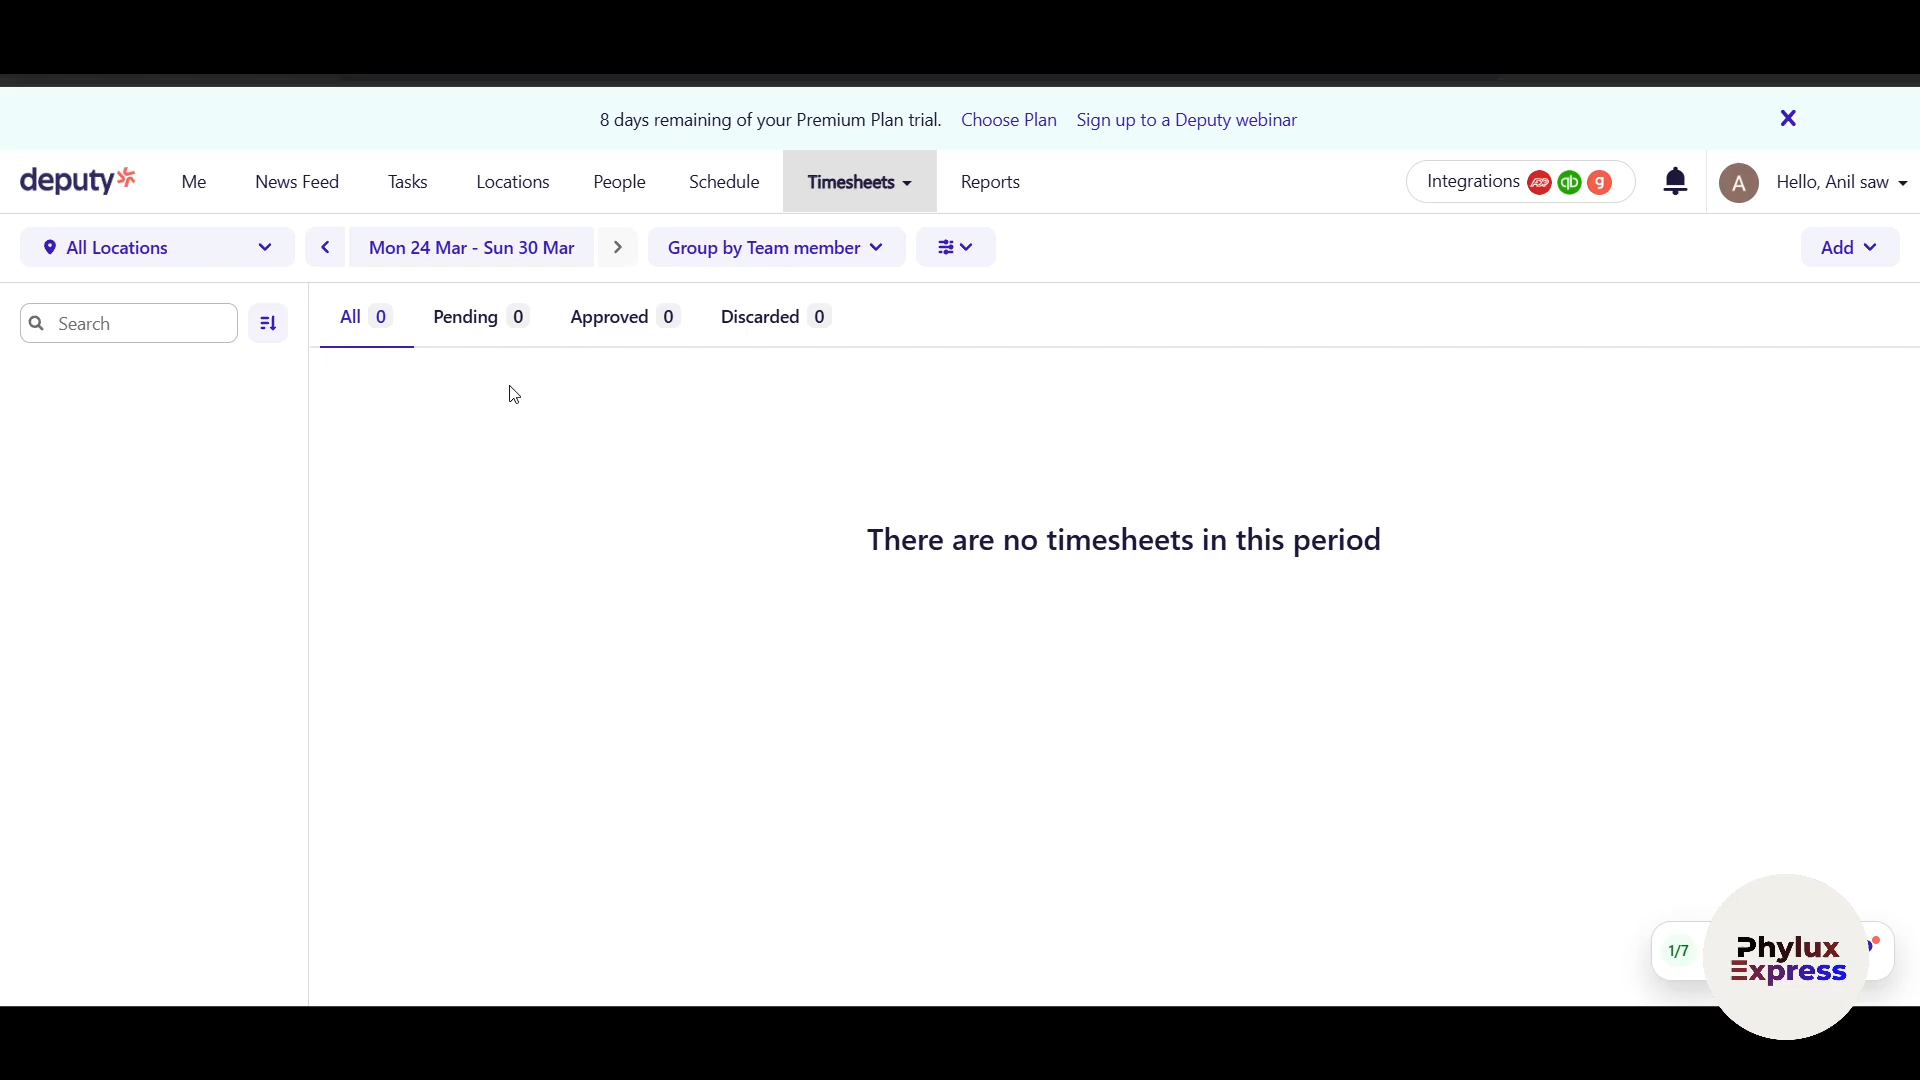 8 days remaining of your Premium Plan trial. Choose Plan Sign up to a Deputy webinar
deputy Me News Feed Tasks Locations People Schedule Timesheets Reports Integrations qb g A Hello, Anil saw
All Locations Mon 24 Mar - Sun 30 Mar Group by Team member Add
Search All 0 Pending 0 Approved 0 Discarded 0
There are no timesheets in this period
1/7
Phylux
Express